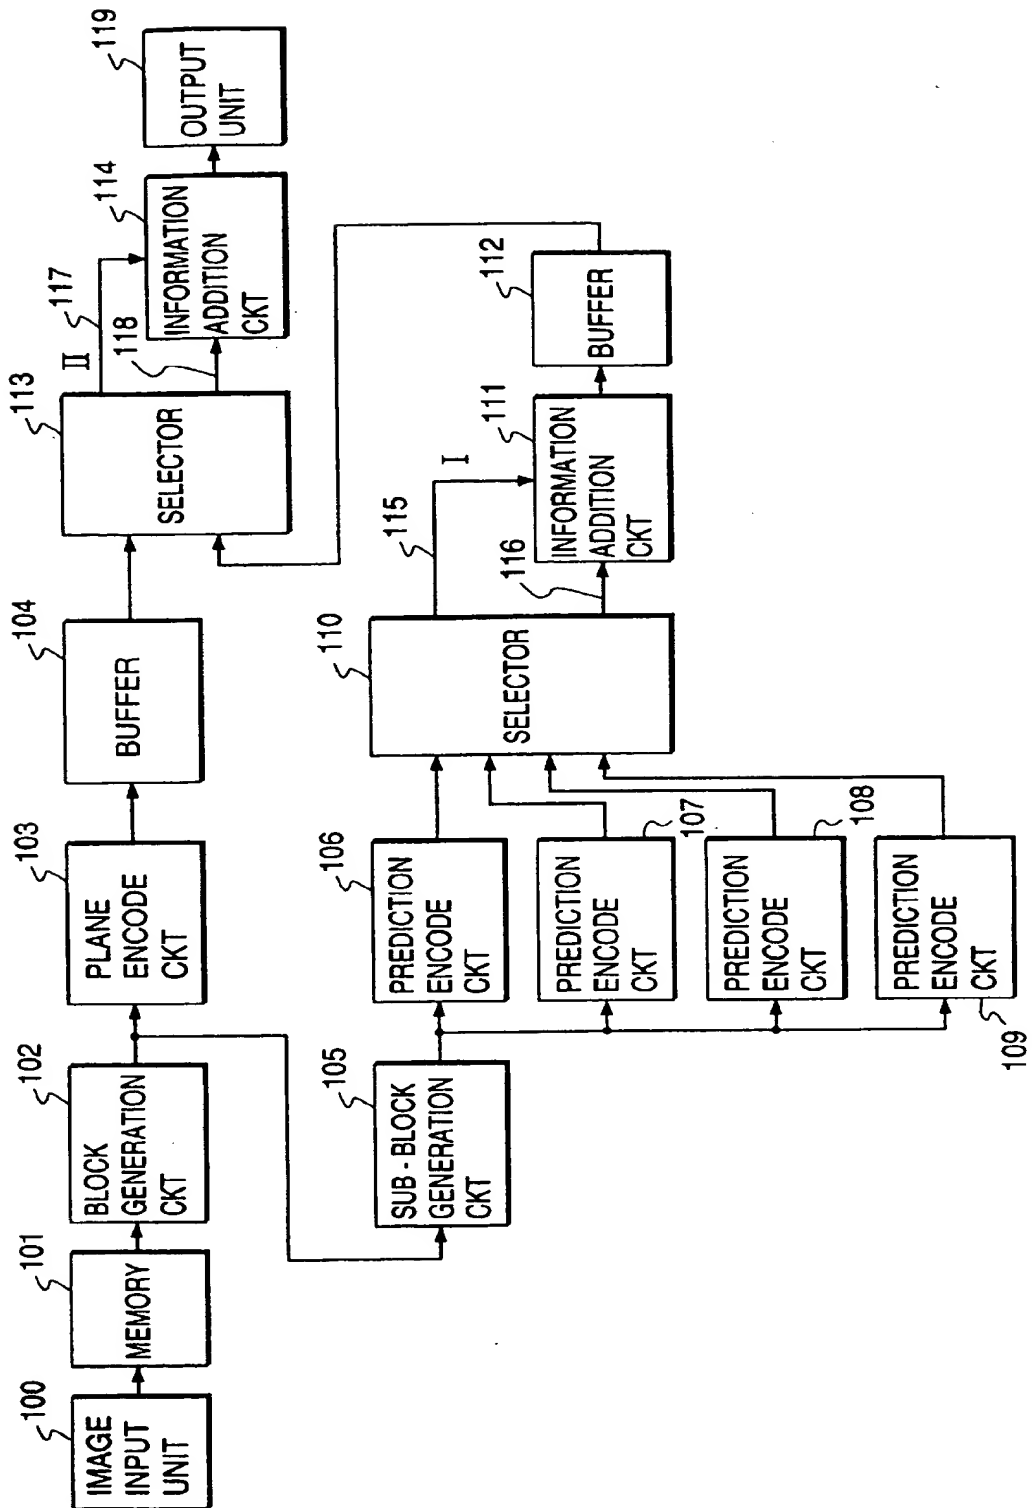 100
IMAGE
INPUT
UNIT
101
MEMORY
102
BLOCK
GENERATION
CKT
103
PLANE
ENCODE
CKT
104
BUFFER
113
SELECTOR
II
117
118
114
INFORMATION
ADDITION
CKT
119
OUTPUT
UNIT
105
SUB - BLOCK
GENERATION
CKT
106
PREDICTION
ENCODE
CKT
PREDICTION
ENCODE
CKT
107
PREDICTION
ENCODE
CKT
108
PREDICTION
ENCODE
CKT
109
110
SELECTOR
115
I
116
111
INFORMATION
ADDITION
CKT
112
BUFFER